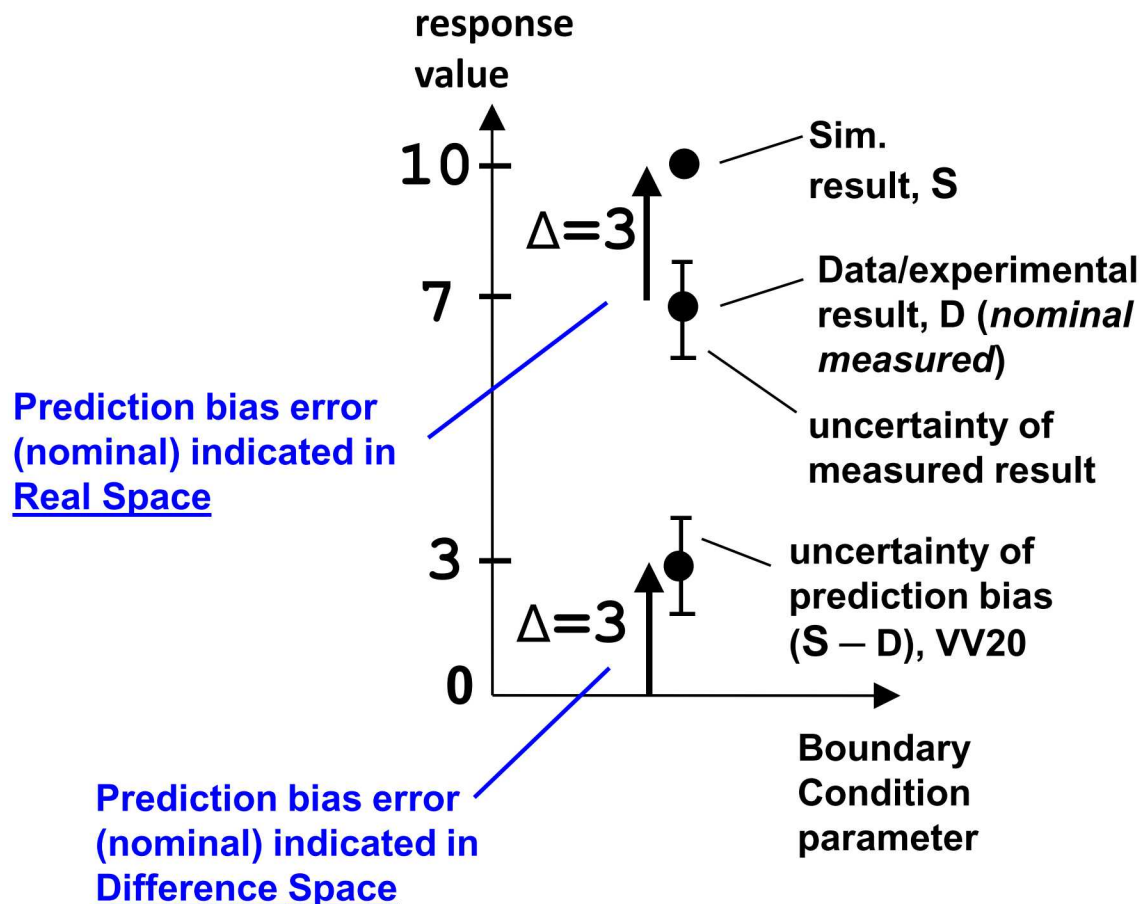 response
value
10
Sim.
result, S
Δ=3
7
Data/experimental
result, D (nominal
measured)
Prediction bias error
(nominal) indicated in
Real Space
uncertainty of
measured result
3
uncertainty of
prediction bias
(S – D), VV20
Δ=3
0
Boundary
Condition
parameter
Prediction bias error
(nominal) indicated in
Difference Space